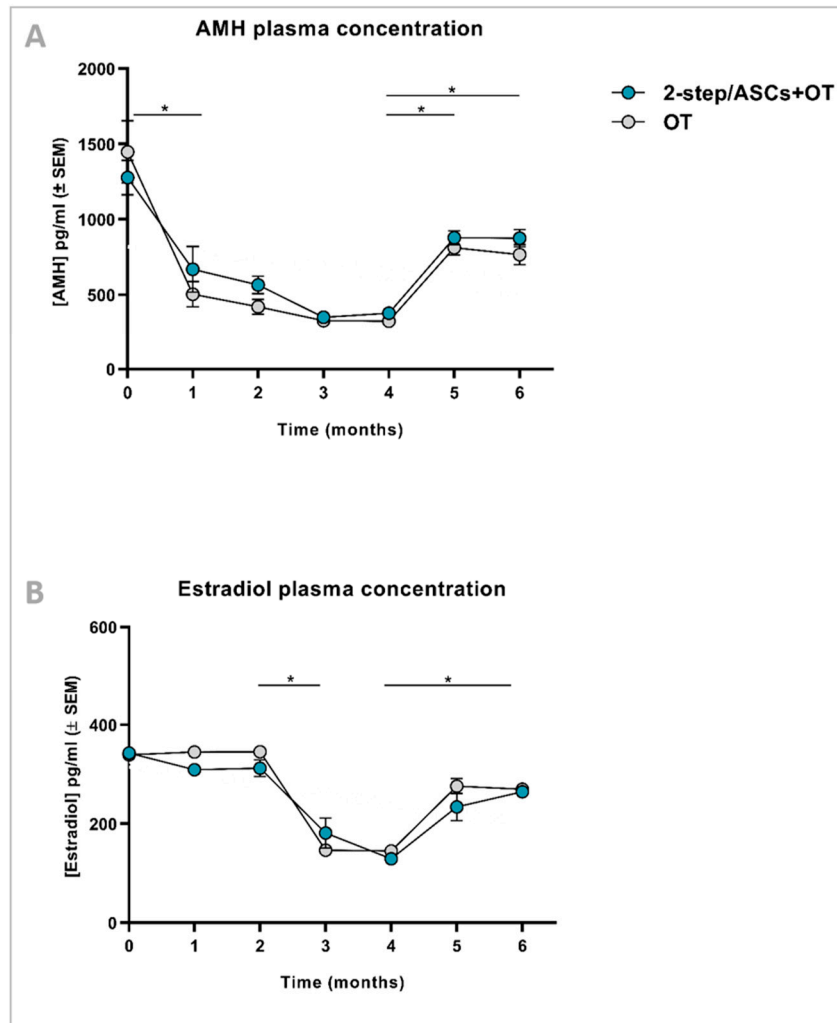 A
AMH plasma concentration
2-step/ASCs+OT
OT
[AMH] pg/ml (± SEM)
2000
1500
1000
500
0
*
*
*
0 1 2 3 4 5 6
Time (months)
B
Estradiol plasma concentration
[Estradiol] pg/ml (± SEM)
600
400
200
0
*
*
0 1 2 3 4 5 6
Time (months)